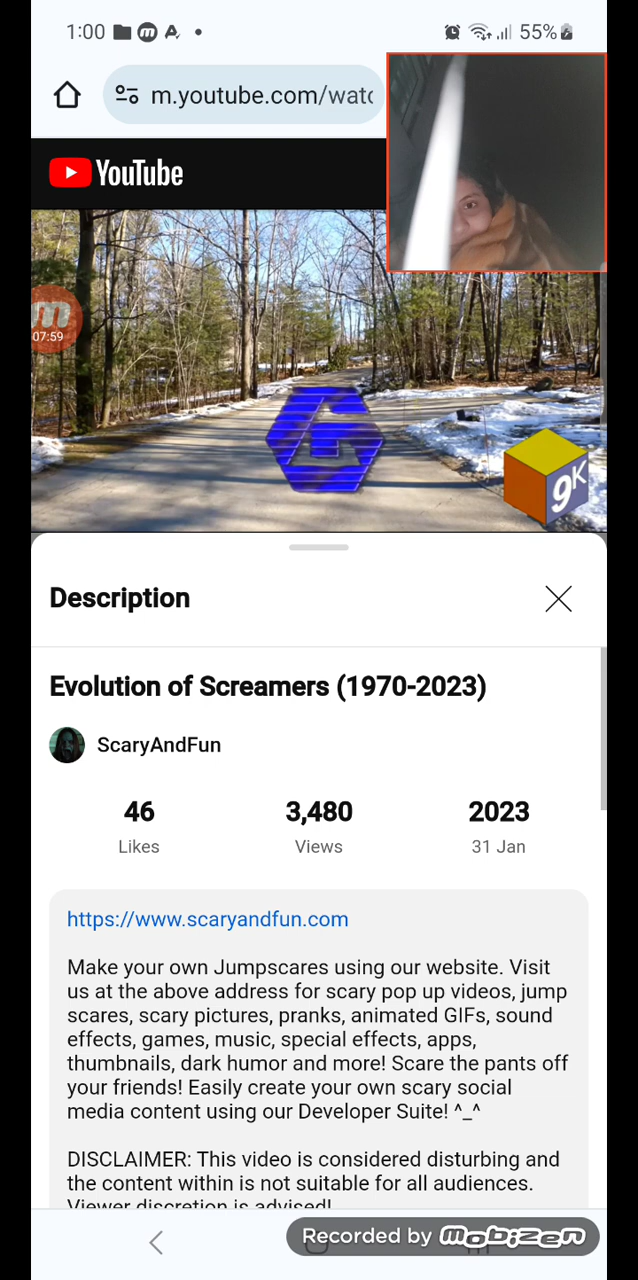 1:00
55%
m.youtube.com/watc
YouTube
m
07:59
G
9K
Description
Evolution of Screamers (1970-2023)
ScaryAndFun
46
3,480
2023
Likes
Views
31 Jan
https://www.scaryandfun.com
Make your own Jumpscares using our website. Visit
us at the above address for scary pop up videos, jump
scares, scary pictures, pranks, animated GIFs, sound
effects, games, music, special effects, apps,
thumbnails, dark humor and more! Scare the pants off
your friends! Easily create your own scary social
media content using our Developer Suite! ^_^
DISCLAIMER: This video is considered disturbing and
the content within is not suitable for all audiences.
Viewer discretion is advised!
Recorded by mobizen